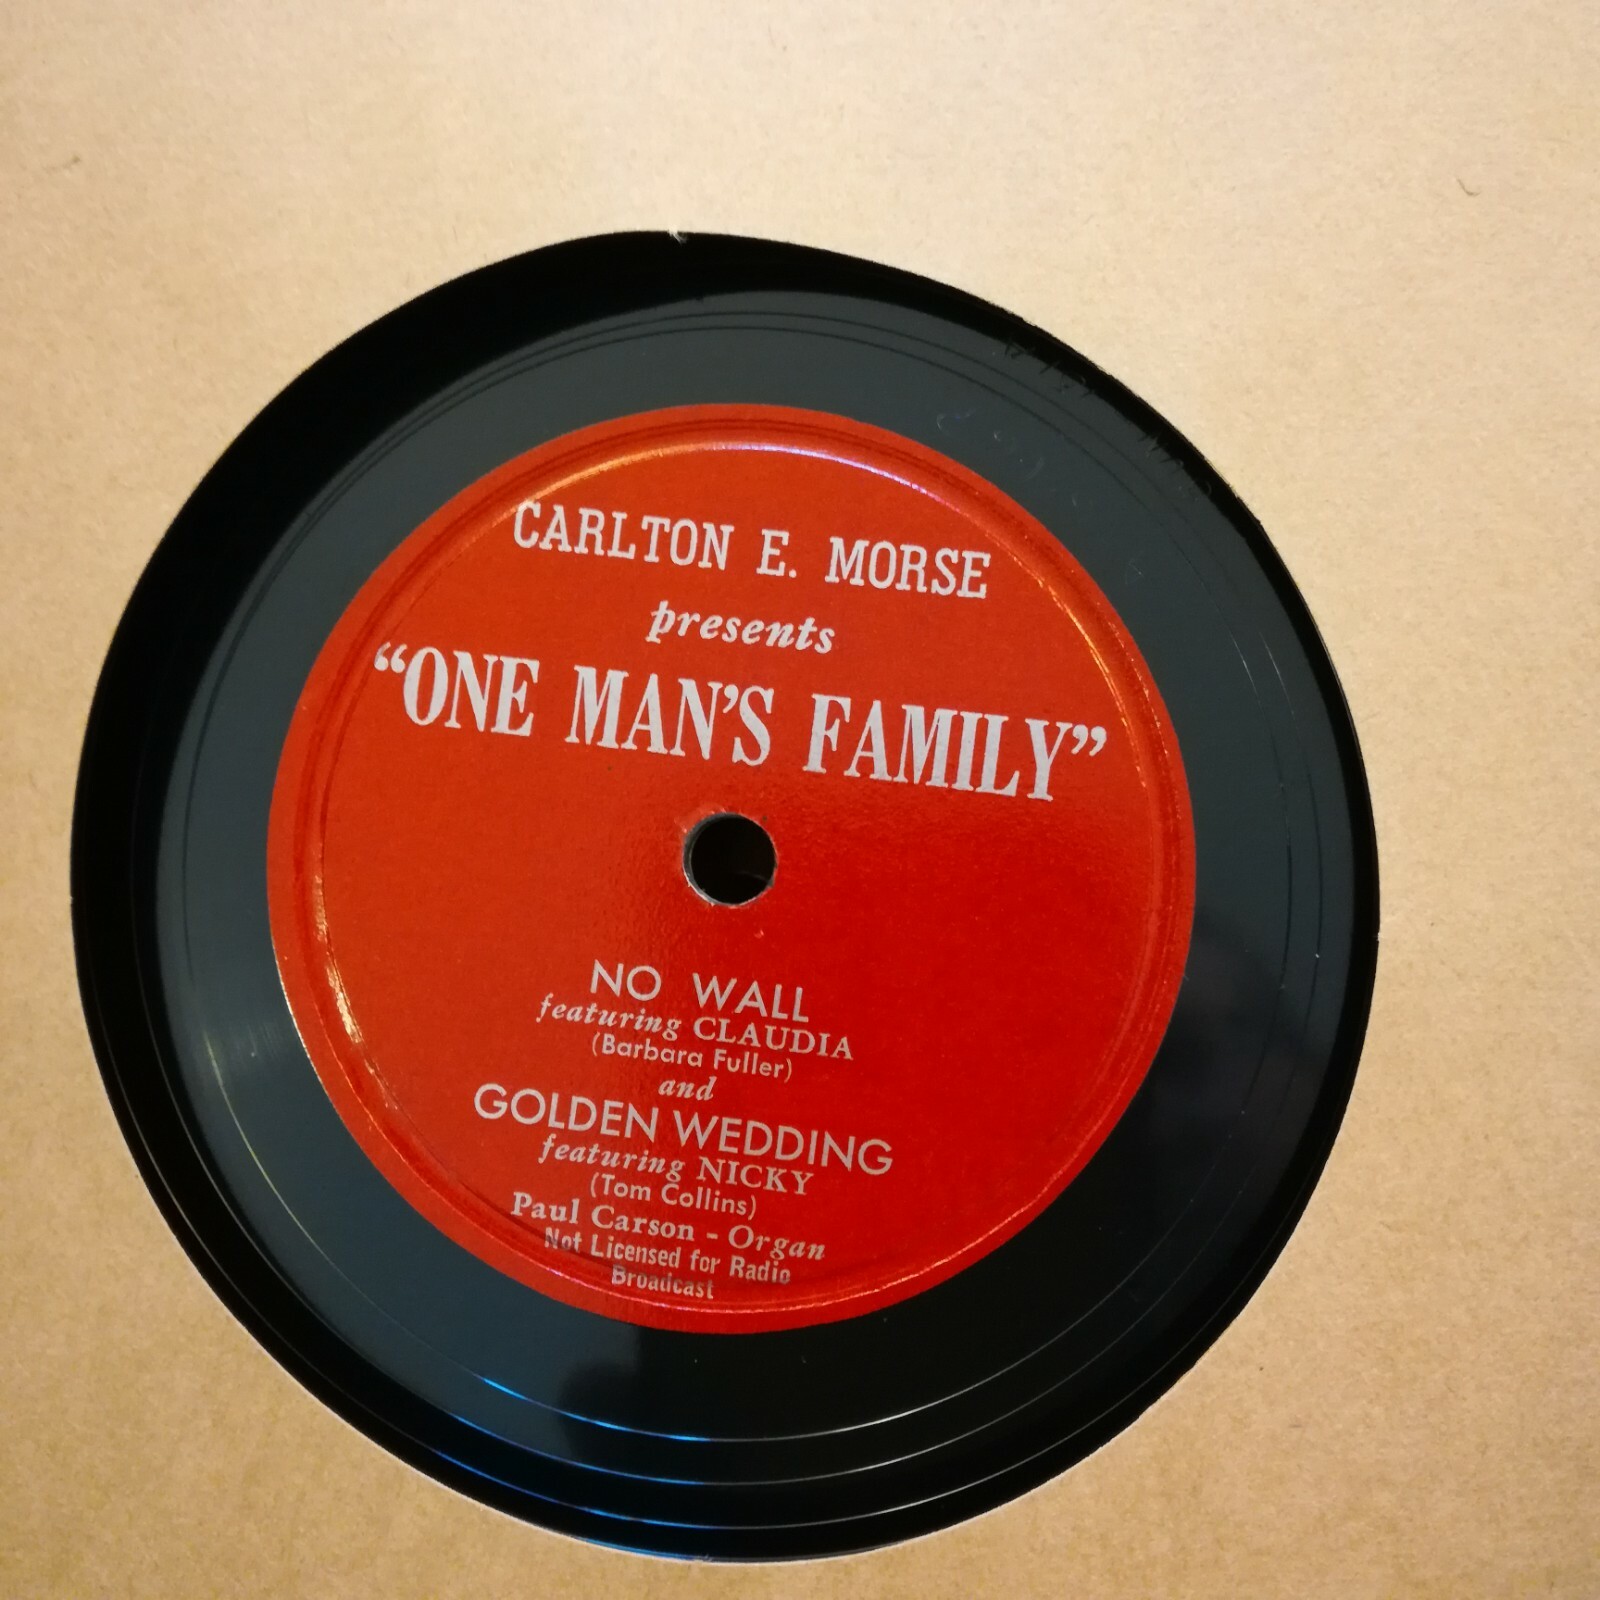 CARLTON E. MORSE
presents
“ONE MAN’S FAMILY”
NO WALL
featuring CLAUDIA
(Barbara Fuller)
and
GOLDEN WEDDING
featuring NICKY
(Tom Collins)
Paul Carson - Organ
Not Licensed for Radio
Broadcast